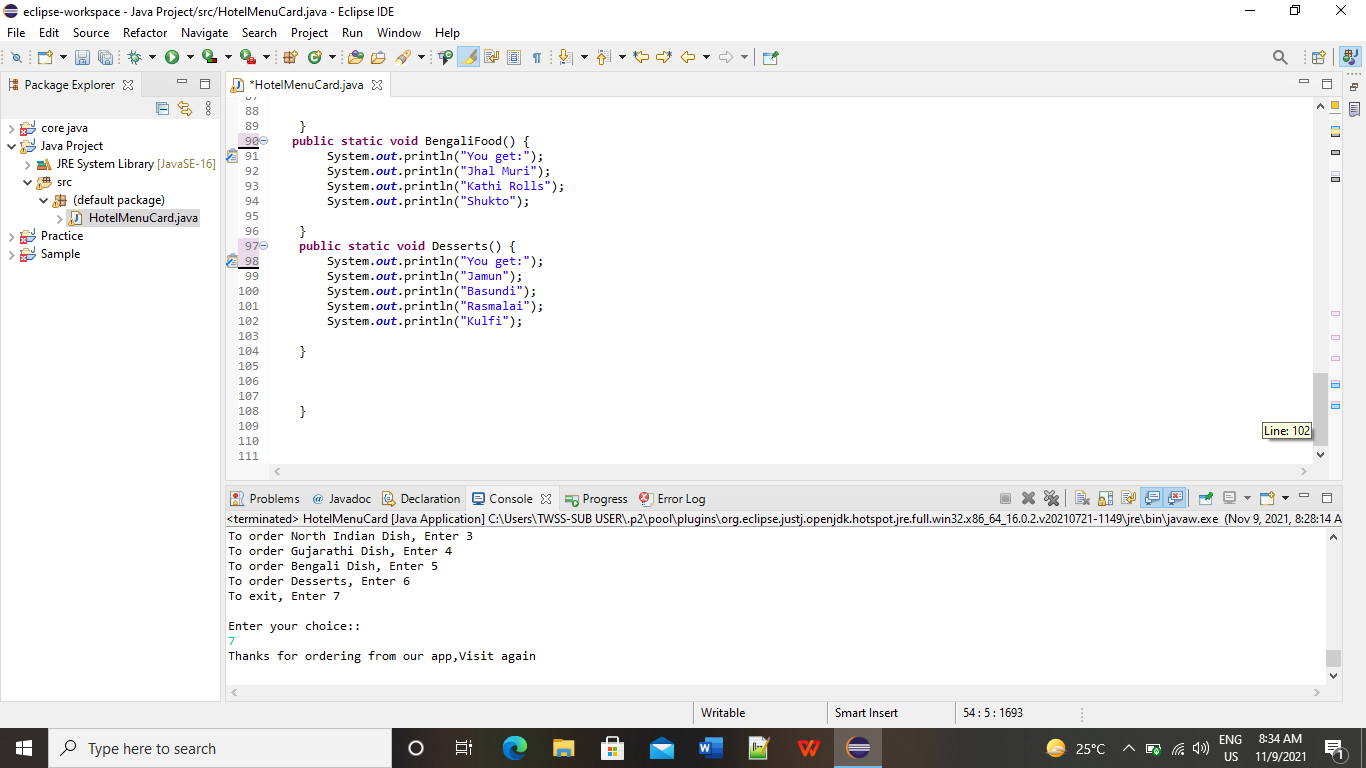 eclipse-workspace - Java Project/src/HotelMenuCard.java - Eclipse IDE
File Edit Source Refactor Navigate Search Project Run Window Help
Package Explorer
core java
Java Project
JRE System Library [JavaSE-16]
src
(default package)
HotelMenuCard.java
Practice
Sample
*HotelMenuCard.java
88
89 }
90 public static void BengaliFood() {
91 System.out.println("You get:");
92 System.out.println("Jhal Muri");
93 System.out.println("Kathi Rolls");
94 System.out.println("Shukto");
95
96 }
97 public static void Desserts() {
98 System.out.println("You get:");
99 System.out.println("Jamun");
100 System.out.println("Basundi");
101 System.out.println("Rasmalai");
102 System.out.println("Kulfi");
103
104 }
105
106
107
108 }
109
110
111
Line: 102
Problems @ Javadoc Declaration Console Progress Error Log
<terminated> HotelMenuCard [Java Application] C:\Users\TWSS-SUB USER\.p2\pool\plugins\org.eclipse.justj.openjdk.hotspot.jre.full.win32.x86_64_16.0.2.v20210721-1149\jre\bin\javaw.exe (Nov 9, 2021, 8:28:14 A
To order North Indian Dish, Enter 3
To order Gujarathi Dish, Enter 4
To order Bengali Dish, Enter 5
To order Desserts, Enter 6
To exit, Enter 7
Enter your choice::
7
Thanks for ordering from our app,Visit again
Writable Smart Insert 54 : 5 : 1693
Type here to search
25°C
ENG
US
8:34 AM
11/9/2021
1